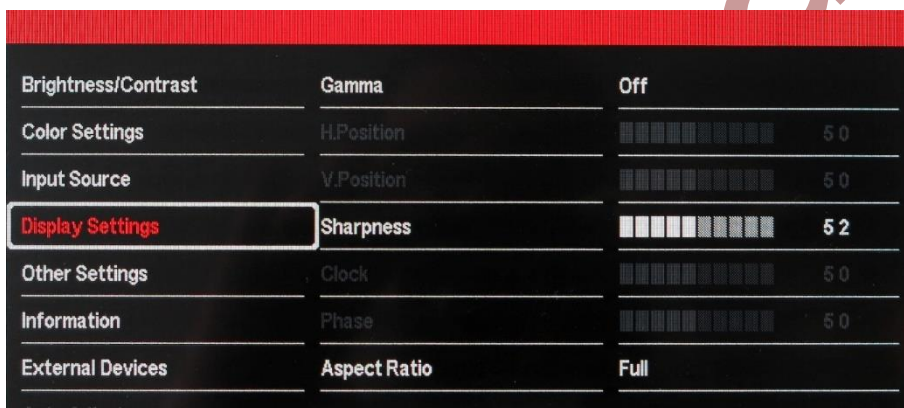 Brightness/Contrast Gamma Off
Color Settings H.Position 50
Input Source V.Position 50
Display Settings Sharpness 52
Other Settings Clock 50
Information Phase 50
External Devices Aspect Ratio Full